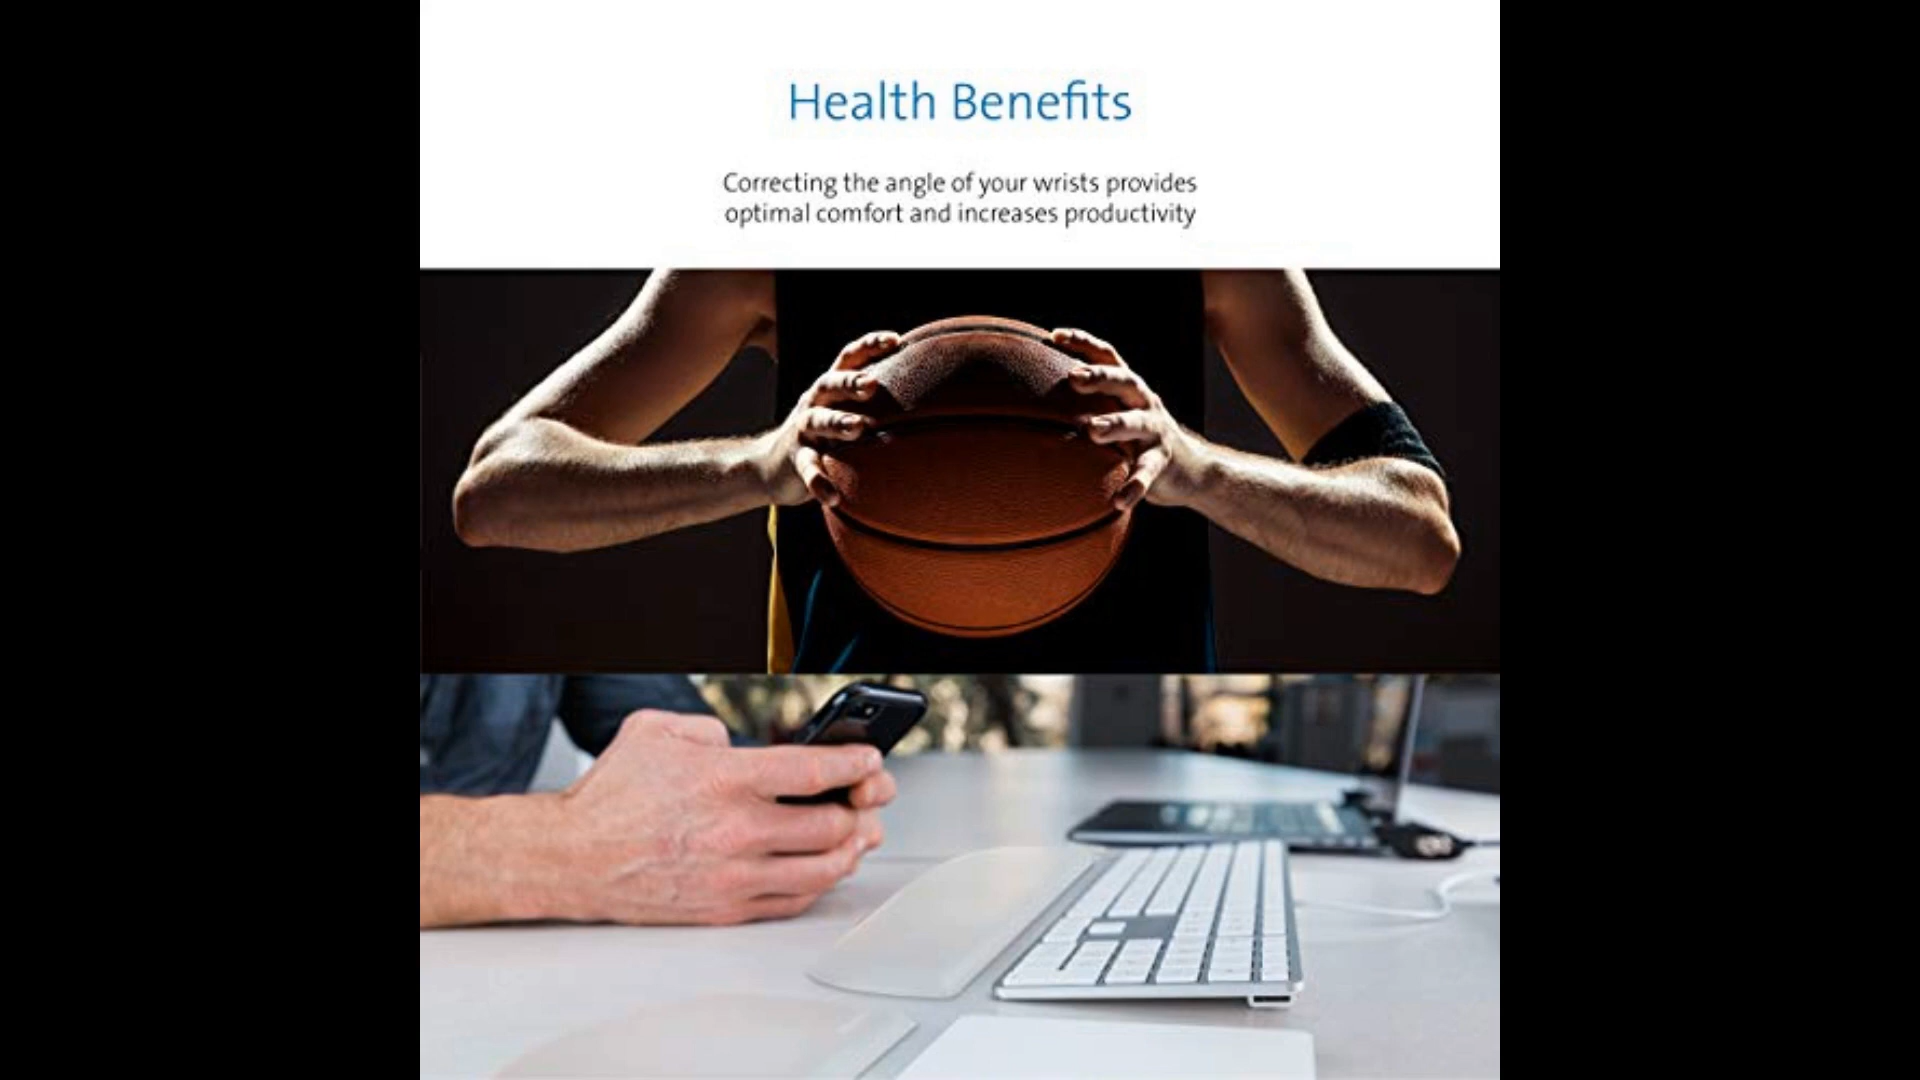 Health Benefits
Correcting the angle of your wrists provides
optimal comfort and increases productivity